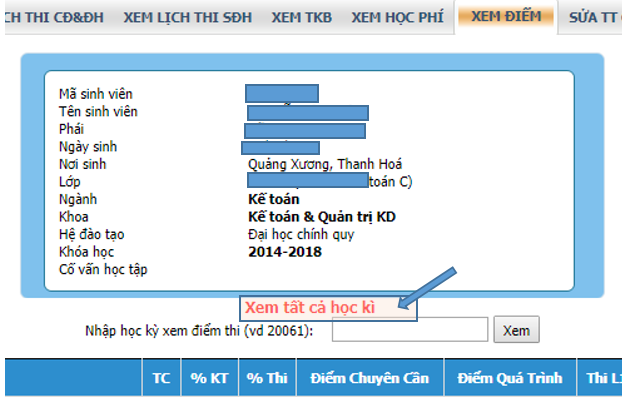 CH THI CĐ&ĐH XEM LỊCH THI SĐH XEM TKB XEM HỌC PHÍ XEM ĐIỂM SỬA TT
Mã sinh viên
Tên sinh viên
Phái
Ngày sinh
Nơi sinh Quảng Xương, Thanh Hoá
Lớp toán C)
Ngành Kế toán
Khoa Kế toán & Quản trị KD
Hệ đào tạo Đại học chính quy
Khóa học 2014-2018
Cố vấn học tập
Xem tất cả học kì
Nhập học kỳ xem điểm thi (vd 20061): Xem
TC % KT % Thi Điểm Chuyên Cần Điểm Quá Trình Thi L